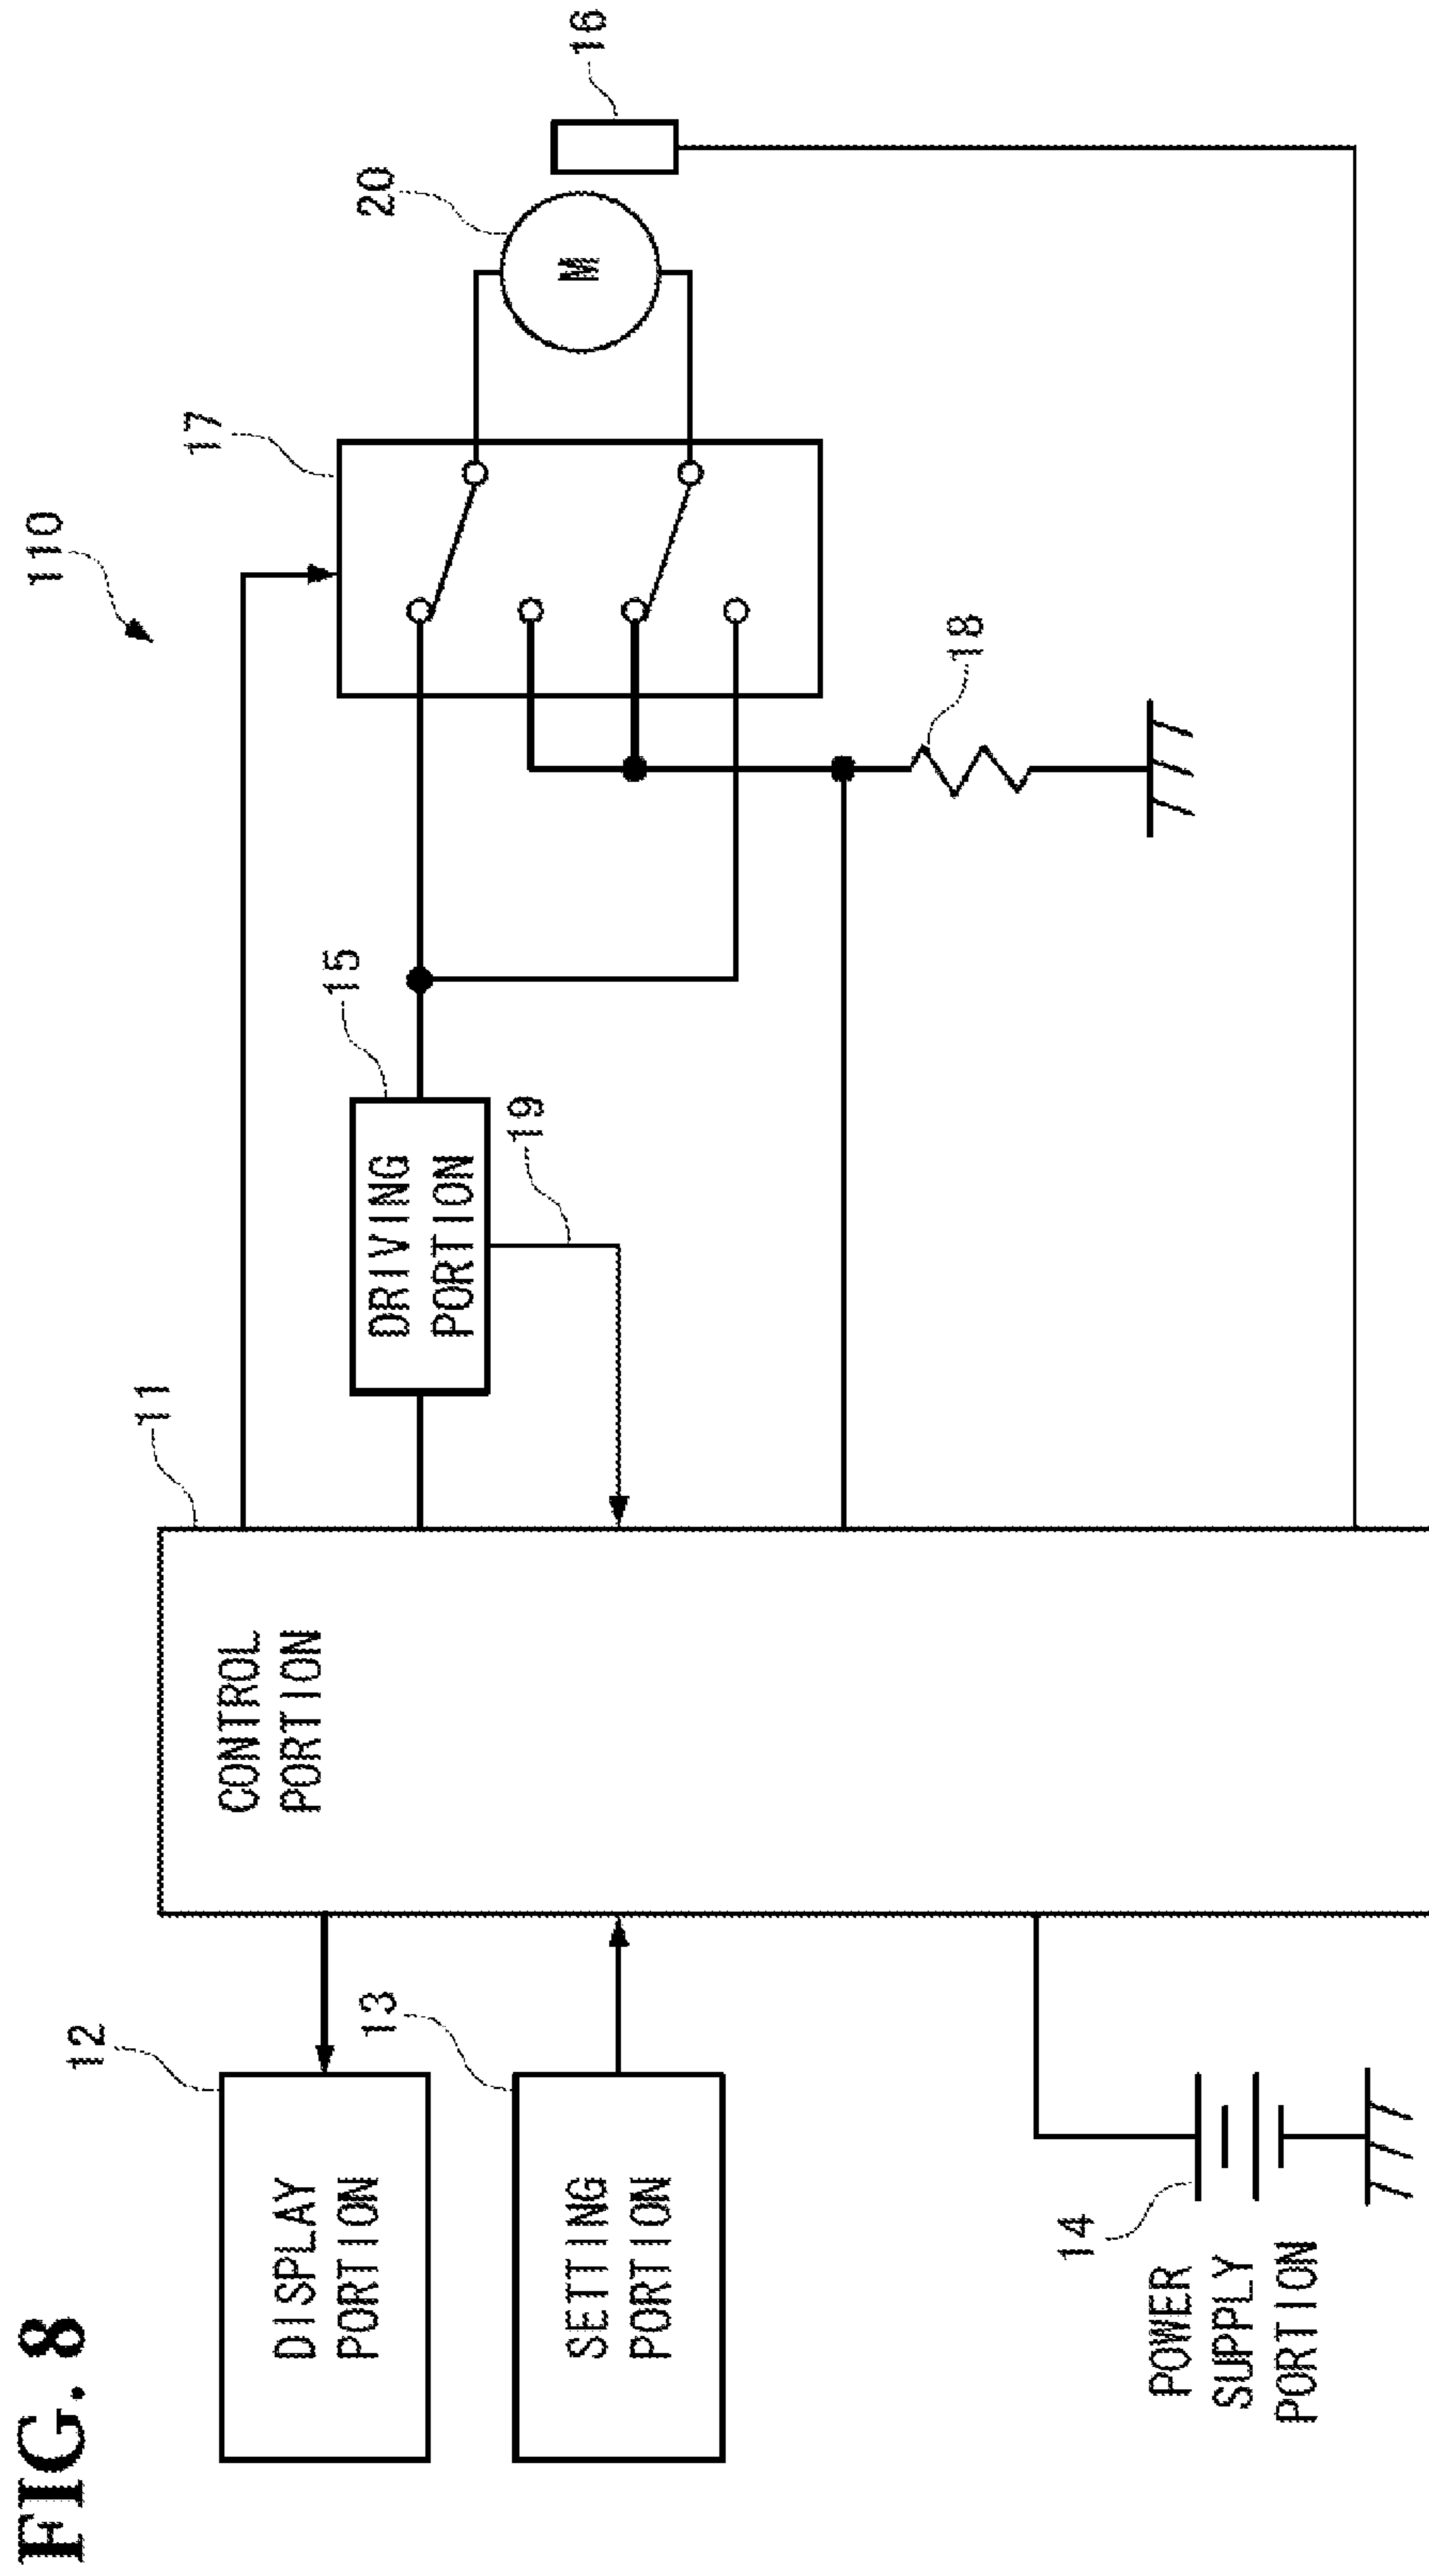 FIG. 8
110
12
DISPLAY
PORTION
13
SETTING
PORTION
14
POWER
SUPPLY
PORTION
11
CONTROL
PORTION
15
DRIVING
PORTION
19
17
18
20
M
16